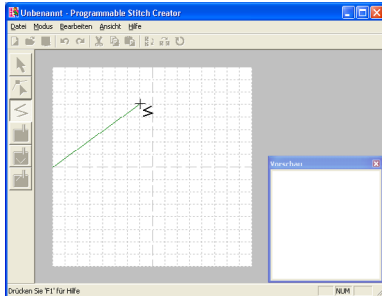 Unbenannt - Programmable Stitch Creator
Datei Modus Bearbeiten Ansicht Hilfe
Vorschau
Drücken Sie 'F1' für Hilfe
NUM